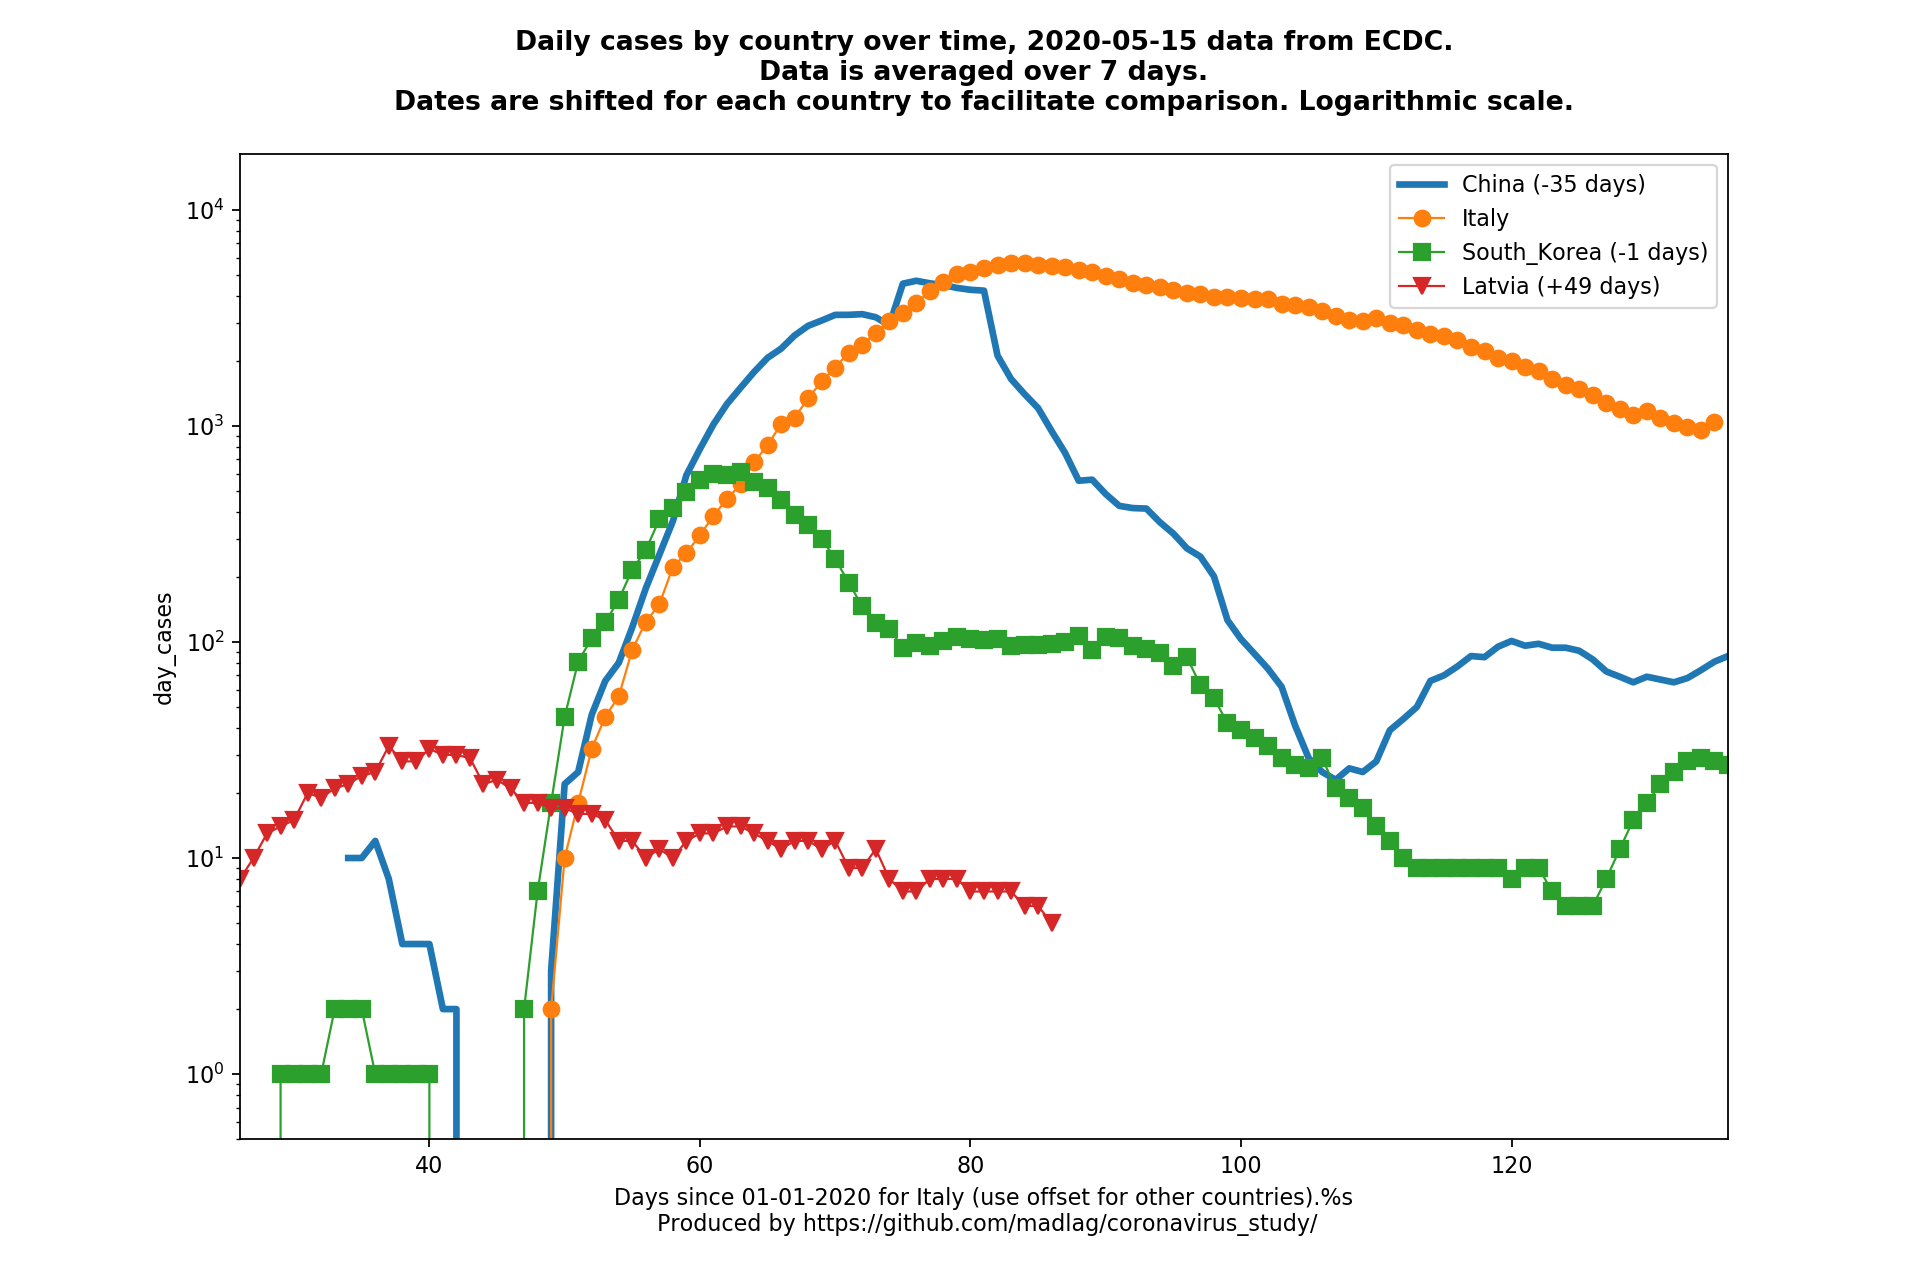 Daily cases by country over time, 2020-05-15 data from ECDC.
Data is averaged over 7 days.
Dates are shifted for each country to facilitate comparison. Logarithmic scale.
China (-35 days)
Italy
South_Korea (-1 days)
Latvia (+49 days)
day_cases
10⁴
10³
10²
10¹
10⁰
40 60 80 100 120
Days since 01-01-2020 for Italy (use offset for other countries).%s
Produced by https://github.com/madlag/coronavirus_study/